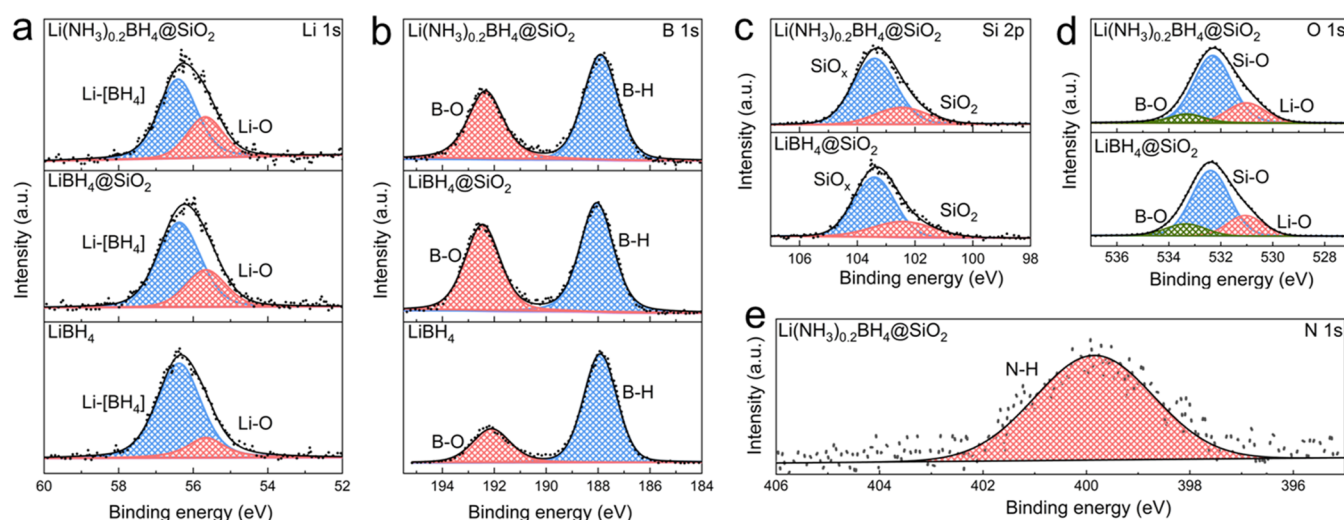 a
Li(NH₃)₀.₂BH₄@SiO₂ Li 1s
Li-[BH₄]
Li-O
LiBH₄@SiO₂
Li-[BH₄]
Li-O
LiBH₄
Li-[BH₄]
Li-O
Intensity (a.u.)
60 58 56 54 52
Binding energy (eV)
b
Li(NH₃)₀.₂BH₄@SiO₂ B 1s
B-O
B-H
LiBH₄@SiO₂
B-O
B-H
LiBH₄
B-O
B-H
Intensity (a.u.)
194 192 190 188 186 184
Binding energy (eV)
c
Li(NH₃)₀.₂BH₄@SiO₂ Si 2p
SiOₓ
SiO₂
LiBH₄@SiO₂
SiOₓ
SiO₂
Intensity (a.u.)
106 104 102 100 98
Binding energy (eV)
d
Li(NH₃)₀.₂BH₄@SiO₂ O 1s
Si-O
B-O
Li-O
LiBH₄@SiO₂
Si-O
B-O
Li-O
Intensity (a.u.)
536 534 532 530 528
Binding energy (eV)
e
Li(NH₃)₀.₂BH₄@SiO₂ N 1s
N-H
Intensity (a.u.)
406 404 402 400 398 396
Binding energy (eV)